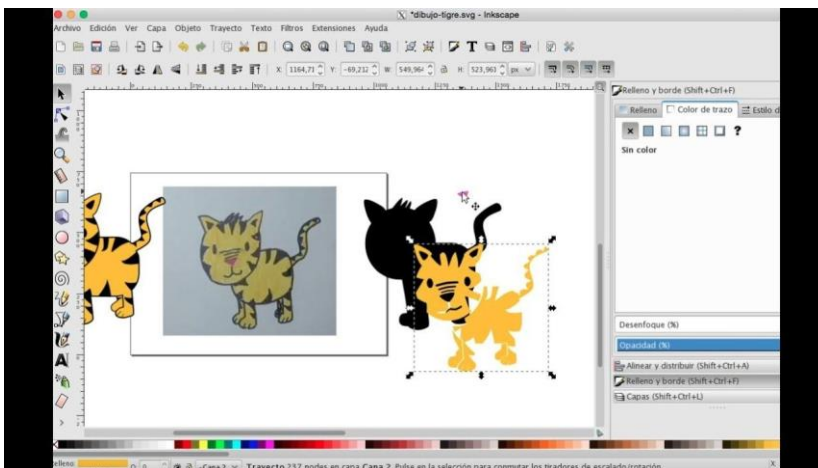 *dibujo-tigre.svg - Inkscape
Archivo Edición Ver Capa Objeto Trayecto Texto Filtros Extensiones Ayuda
X: 1164,71 Y: -69,212 W: 549,964 H: 523,961 px
Relleno y borde (Shift+Ctrl+F)
Relleno Color de trazo Estilo d
Sin color
Desenfoque (%)
Opacidad (%)
Alinear y distribuir (Shift+Ctrl+A)
Relleno y borde (Shift+Ctrl+F)
Capas (Shift+Ctrl+L)
Relleno Capa 2 Trayecto 237 nodes en capa Capa 2. Pulse en la selección para conmutar los tiradores de escalado/rotación